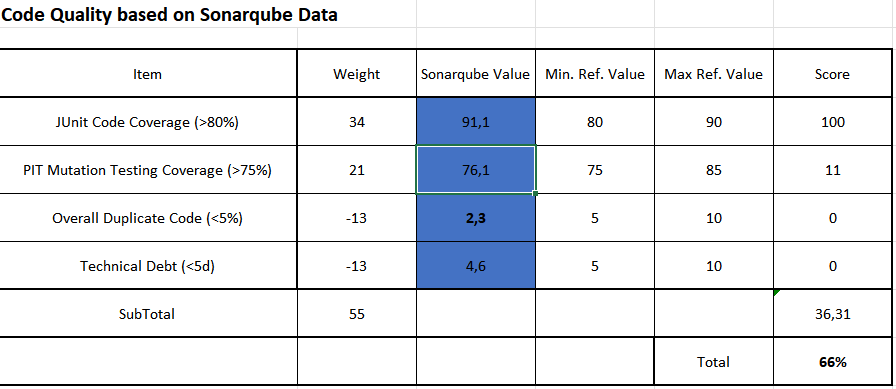 Code Quality based on Sonarqube Data
Item Weight Sonarqube Value Min. Ref. Value Max Ref. Value Score
JUnit Code Coverage (>80%) 34 91,1 80 90 100
PIT Mutation Testing Coverage (>75%) 21 76,1 75 85 11
Overall Duplicate Code (<5%) -13 2,3 5 10 0
Technical Debt (<5d) -13 4,6 5 10 0
SubTotal 55 36,31
Total 66%